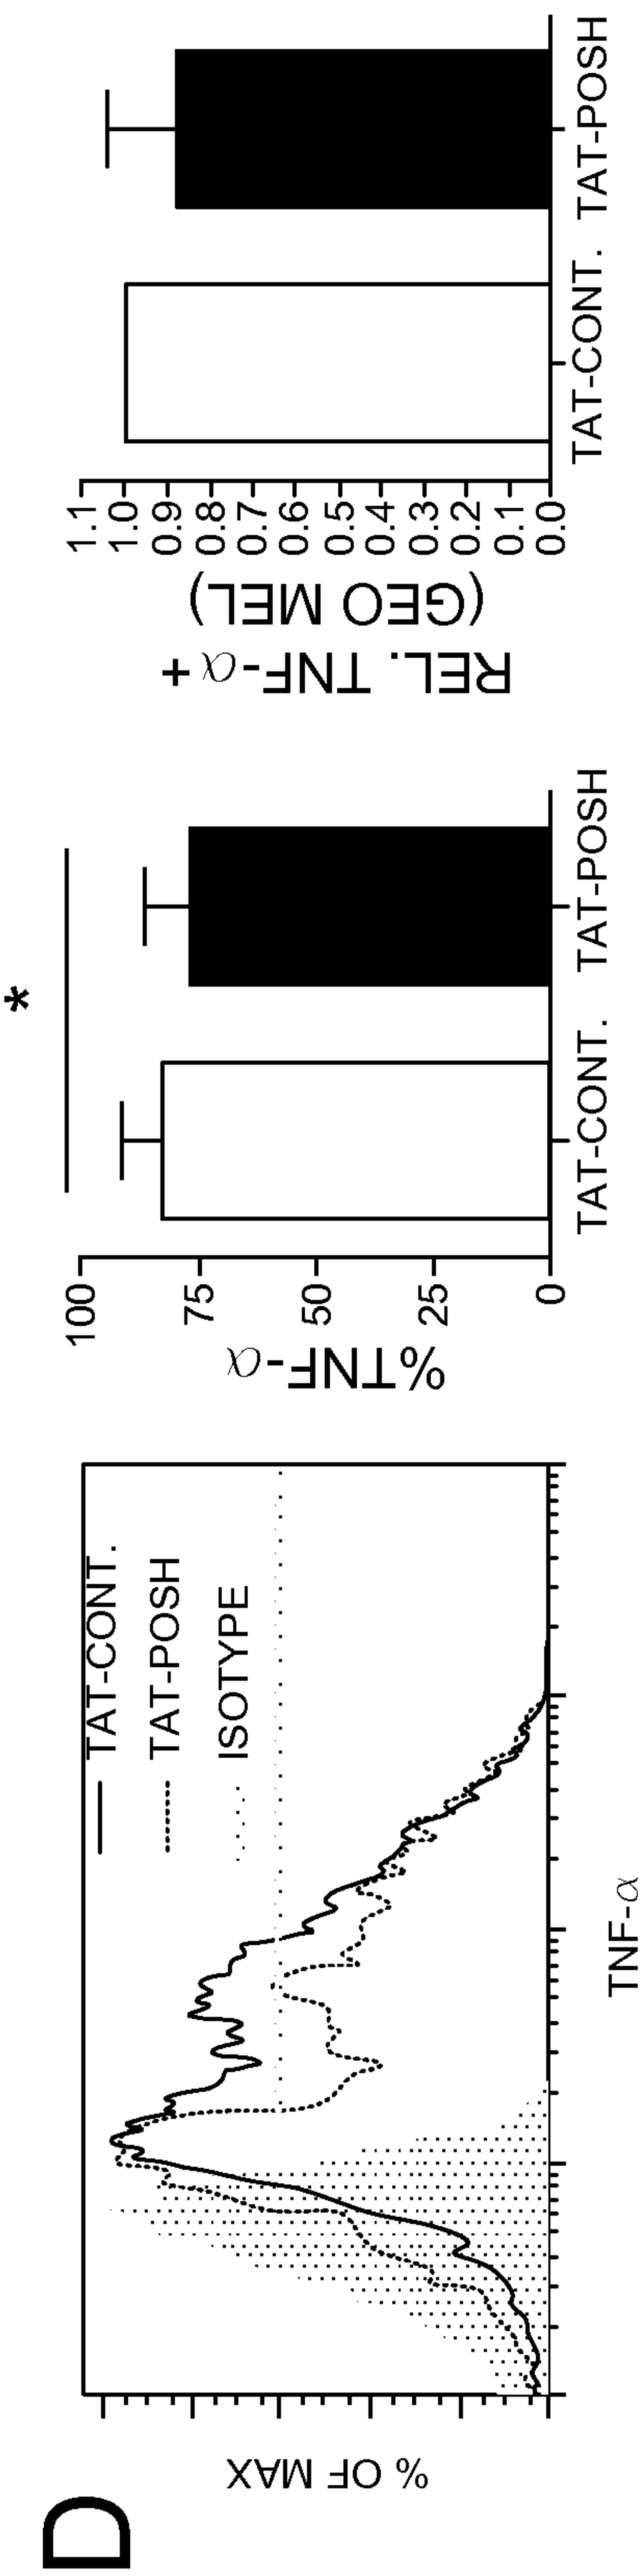 D
% OF MAX
TAT-CONT.
TAT-POSH
ISOTYPE
TNF-α
*
%TNF-α
100
75
50
25
0
TAT-CONT.
TAT-POSH
REL. TNF-α+
(GEO MEL)
1.1
1.0
0.9
0.8
0.7
0.6
0.5
0.4
0.3
0.2
0.1
0.0
TAT-CONT.
TAT-POSH